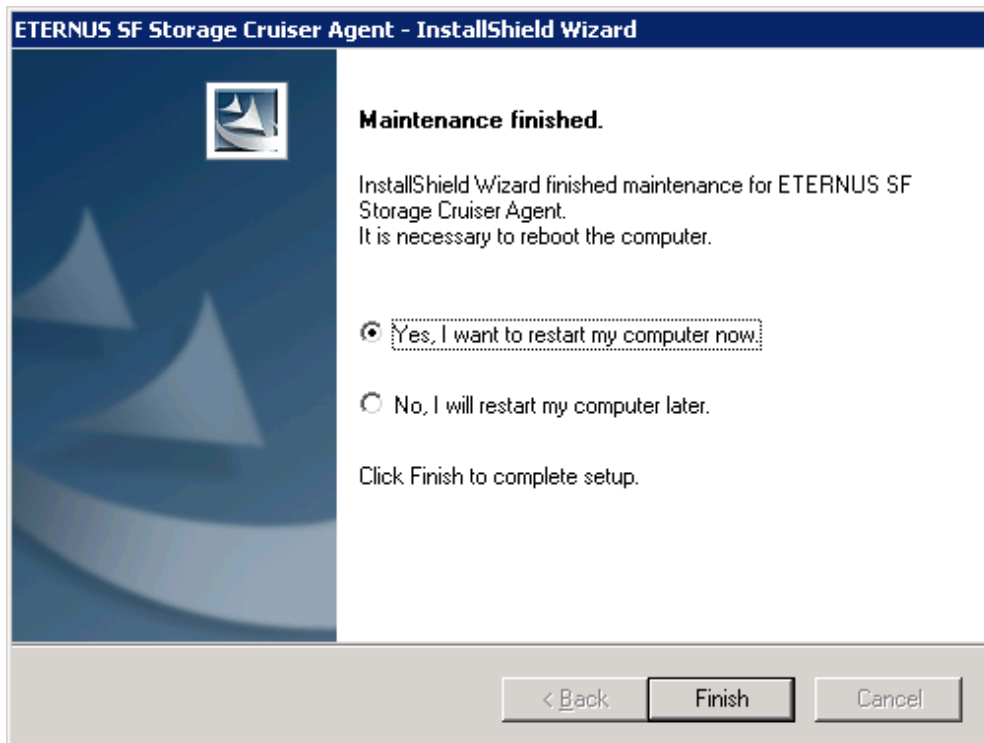 ETERNUS SF Storage Cruiser Agent - InstallShield Wizard
Maintenance finished.
InstallShield Wizard finished maintenance for ETERNUS SF
Storage Cruiser Agent.
It is necessary to reboot the computer.
Yes, I want to restart my computer now.
No, I will restart my computer later.
Click Finish to complete setup.
< Back Finish Cancel